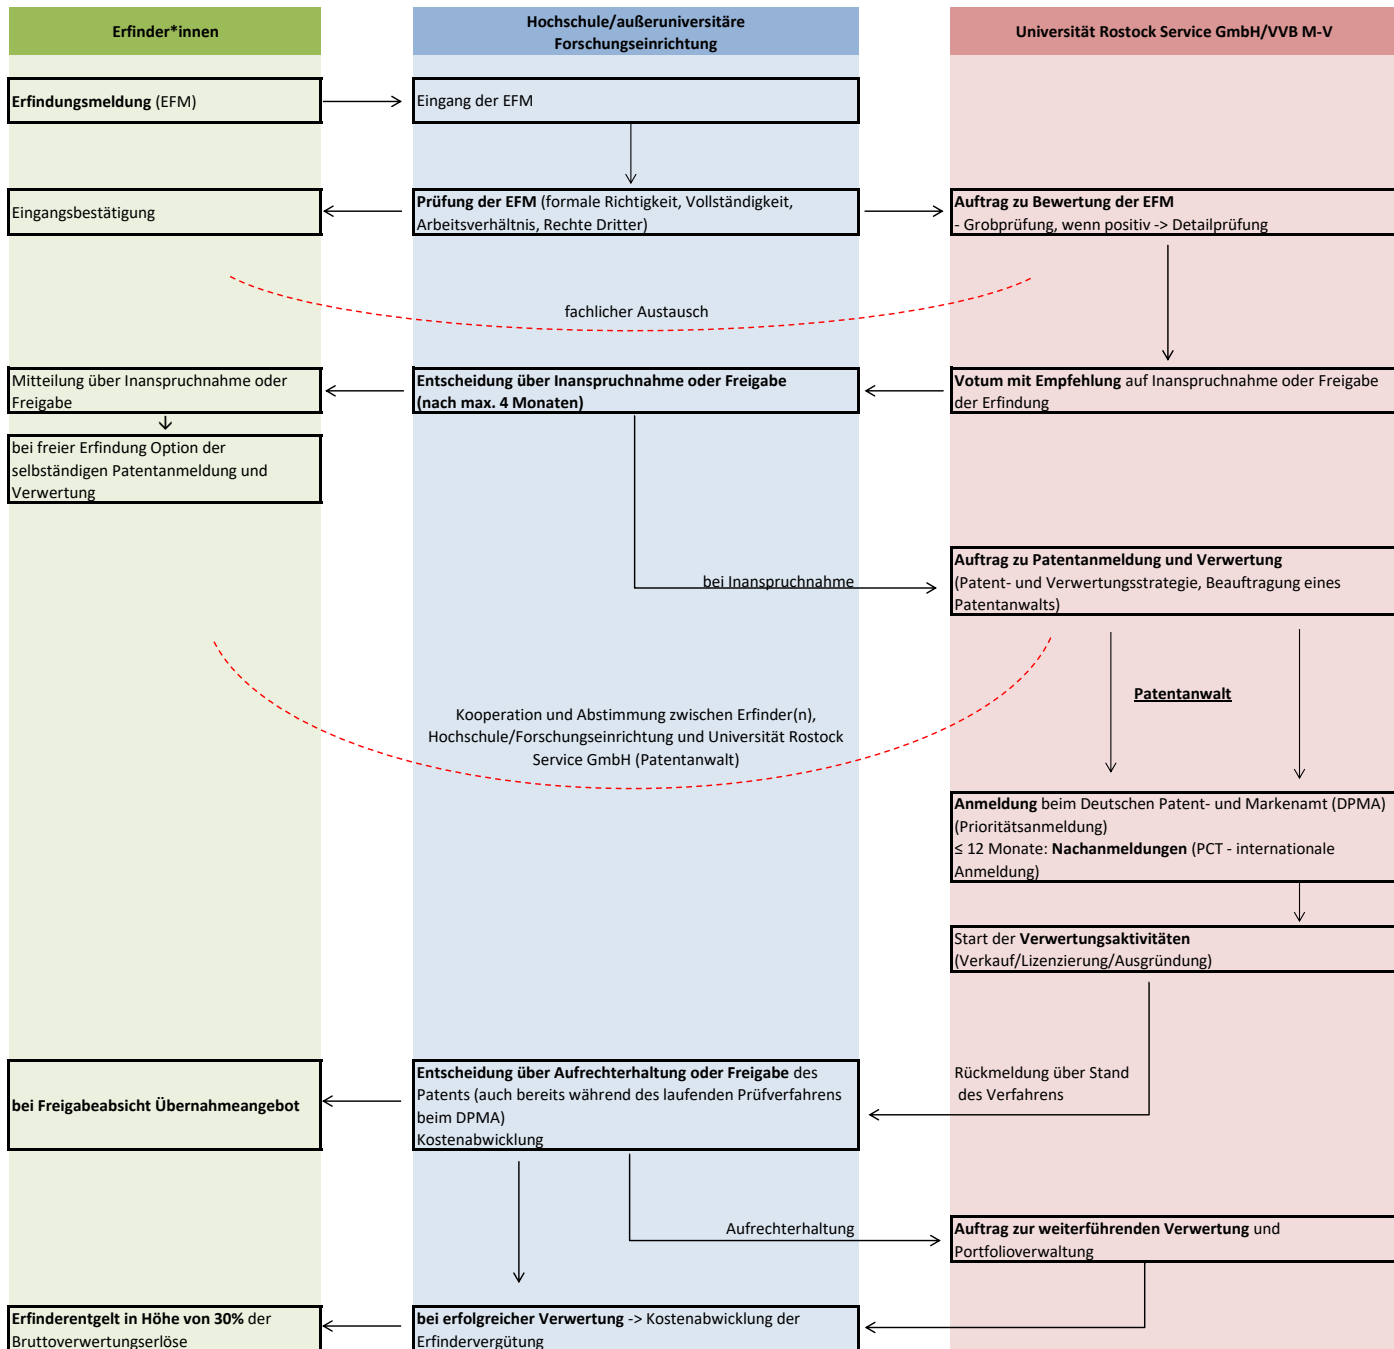 Erfinder*innen
Hochschule/außeruniversitäre
Forschungseinrichtung
Universität Rostock Service GmbH/VVB M-V
Erfindungsmeldung (EFM)
Eingang der EFM
Eingangsbestätigung
Prüfung der EFM (formale Richtigkeit, Vollständigkeit,
Arbeitsverhältnis, Rechte Dritter)
Auftrag zu Bewertung der EFM
- Grobprüfung, wenn positiv -> Detailprüfung
fachlicher Austausch
Mitteilung über Inanspruchnahme oder
Freigabe
Entscheidung über Inanspruchnahme oder Freigabe
(nach max. 4 Monaten)
Votum mit Empfehlung auf Inanspruchnahme oder Freigabe
der Erfindung
bei freier Erfindung Option der
selbständigen Patentanmeldung und
Verwertung
bei Inanspruchnahme
Auftrag zu Patentanmeldung und Verwertung
(Patent- und Verwertungsstrategie, Beauftragung eines
Patentanwalts)
Patentanwalt
Kooperation und Abstimmung zwischen Erfinder(n),
Hochschule/Forschungseinrichtung und Universität Rostock
Service GmbH (Patentanwalt)
Anmeldung beim Deutschen Patent- und Markenamt (DPMA)
(Prioritätsanmeldung)
≤ 12 Monate: Nachanmeldungen (PCT - internationale
Anmeldung)
Start der Verwertungsaktivitäten
(Verkauf/Lizenzierung/Ausgründung)
bei Freigabeabsicht Übernahmeangebot
Entscheidung über Aufrechterhaltung oder Freigabe des
Patents (auch bereits während des laufenden Prüfverfahrens
beim DPMA)
Kostenabwicklung
Rückmeldung über Stand
des Verfahrens
Aufrechterhaltung
Auftrag zur weiterführenden Verwertung und
Portfolioverwaltung
Erfinderentgelt in Höhe von 30% der
Bruttoverwertungserlöse
bei erfolgreicher Verwertung -> Kostenabwicklung der
Erfindervergütung